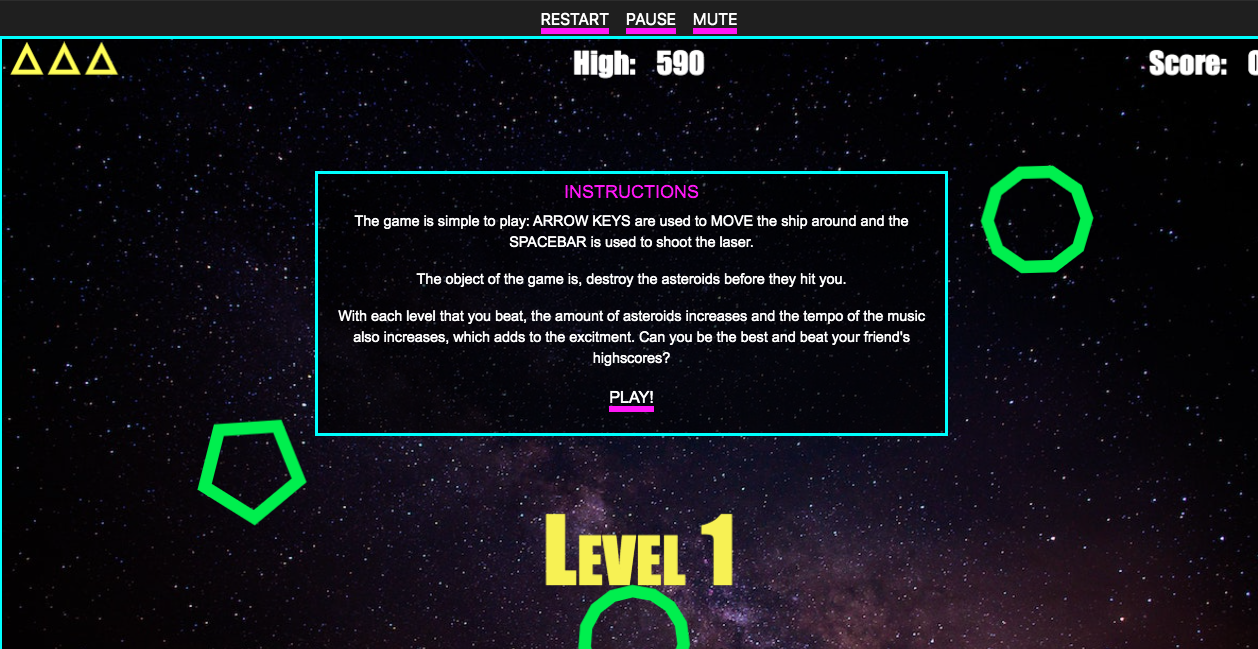 RESTART PAUSE MUTE
High: 590 Score: 0
INSTRUCTIONS
The game is simple to play: ARROW KEYS are used to MOVE the ship around and the
SPACEBAR is used to shoot the laser.
The object of the game is, destroy the asteroids before they hit you.
With each level that you beat, the amount of asteroids increases and the tempo of the music
also increases, which adds to the excitment. Can you be the best and beat your friend's
highscores?
PLAY!
LEVEL 1